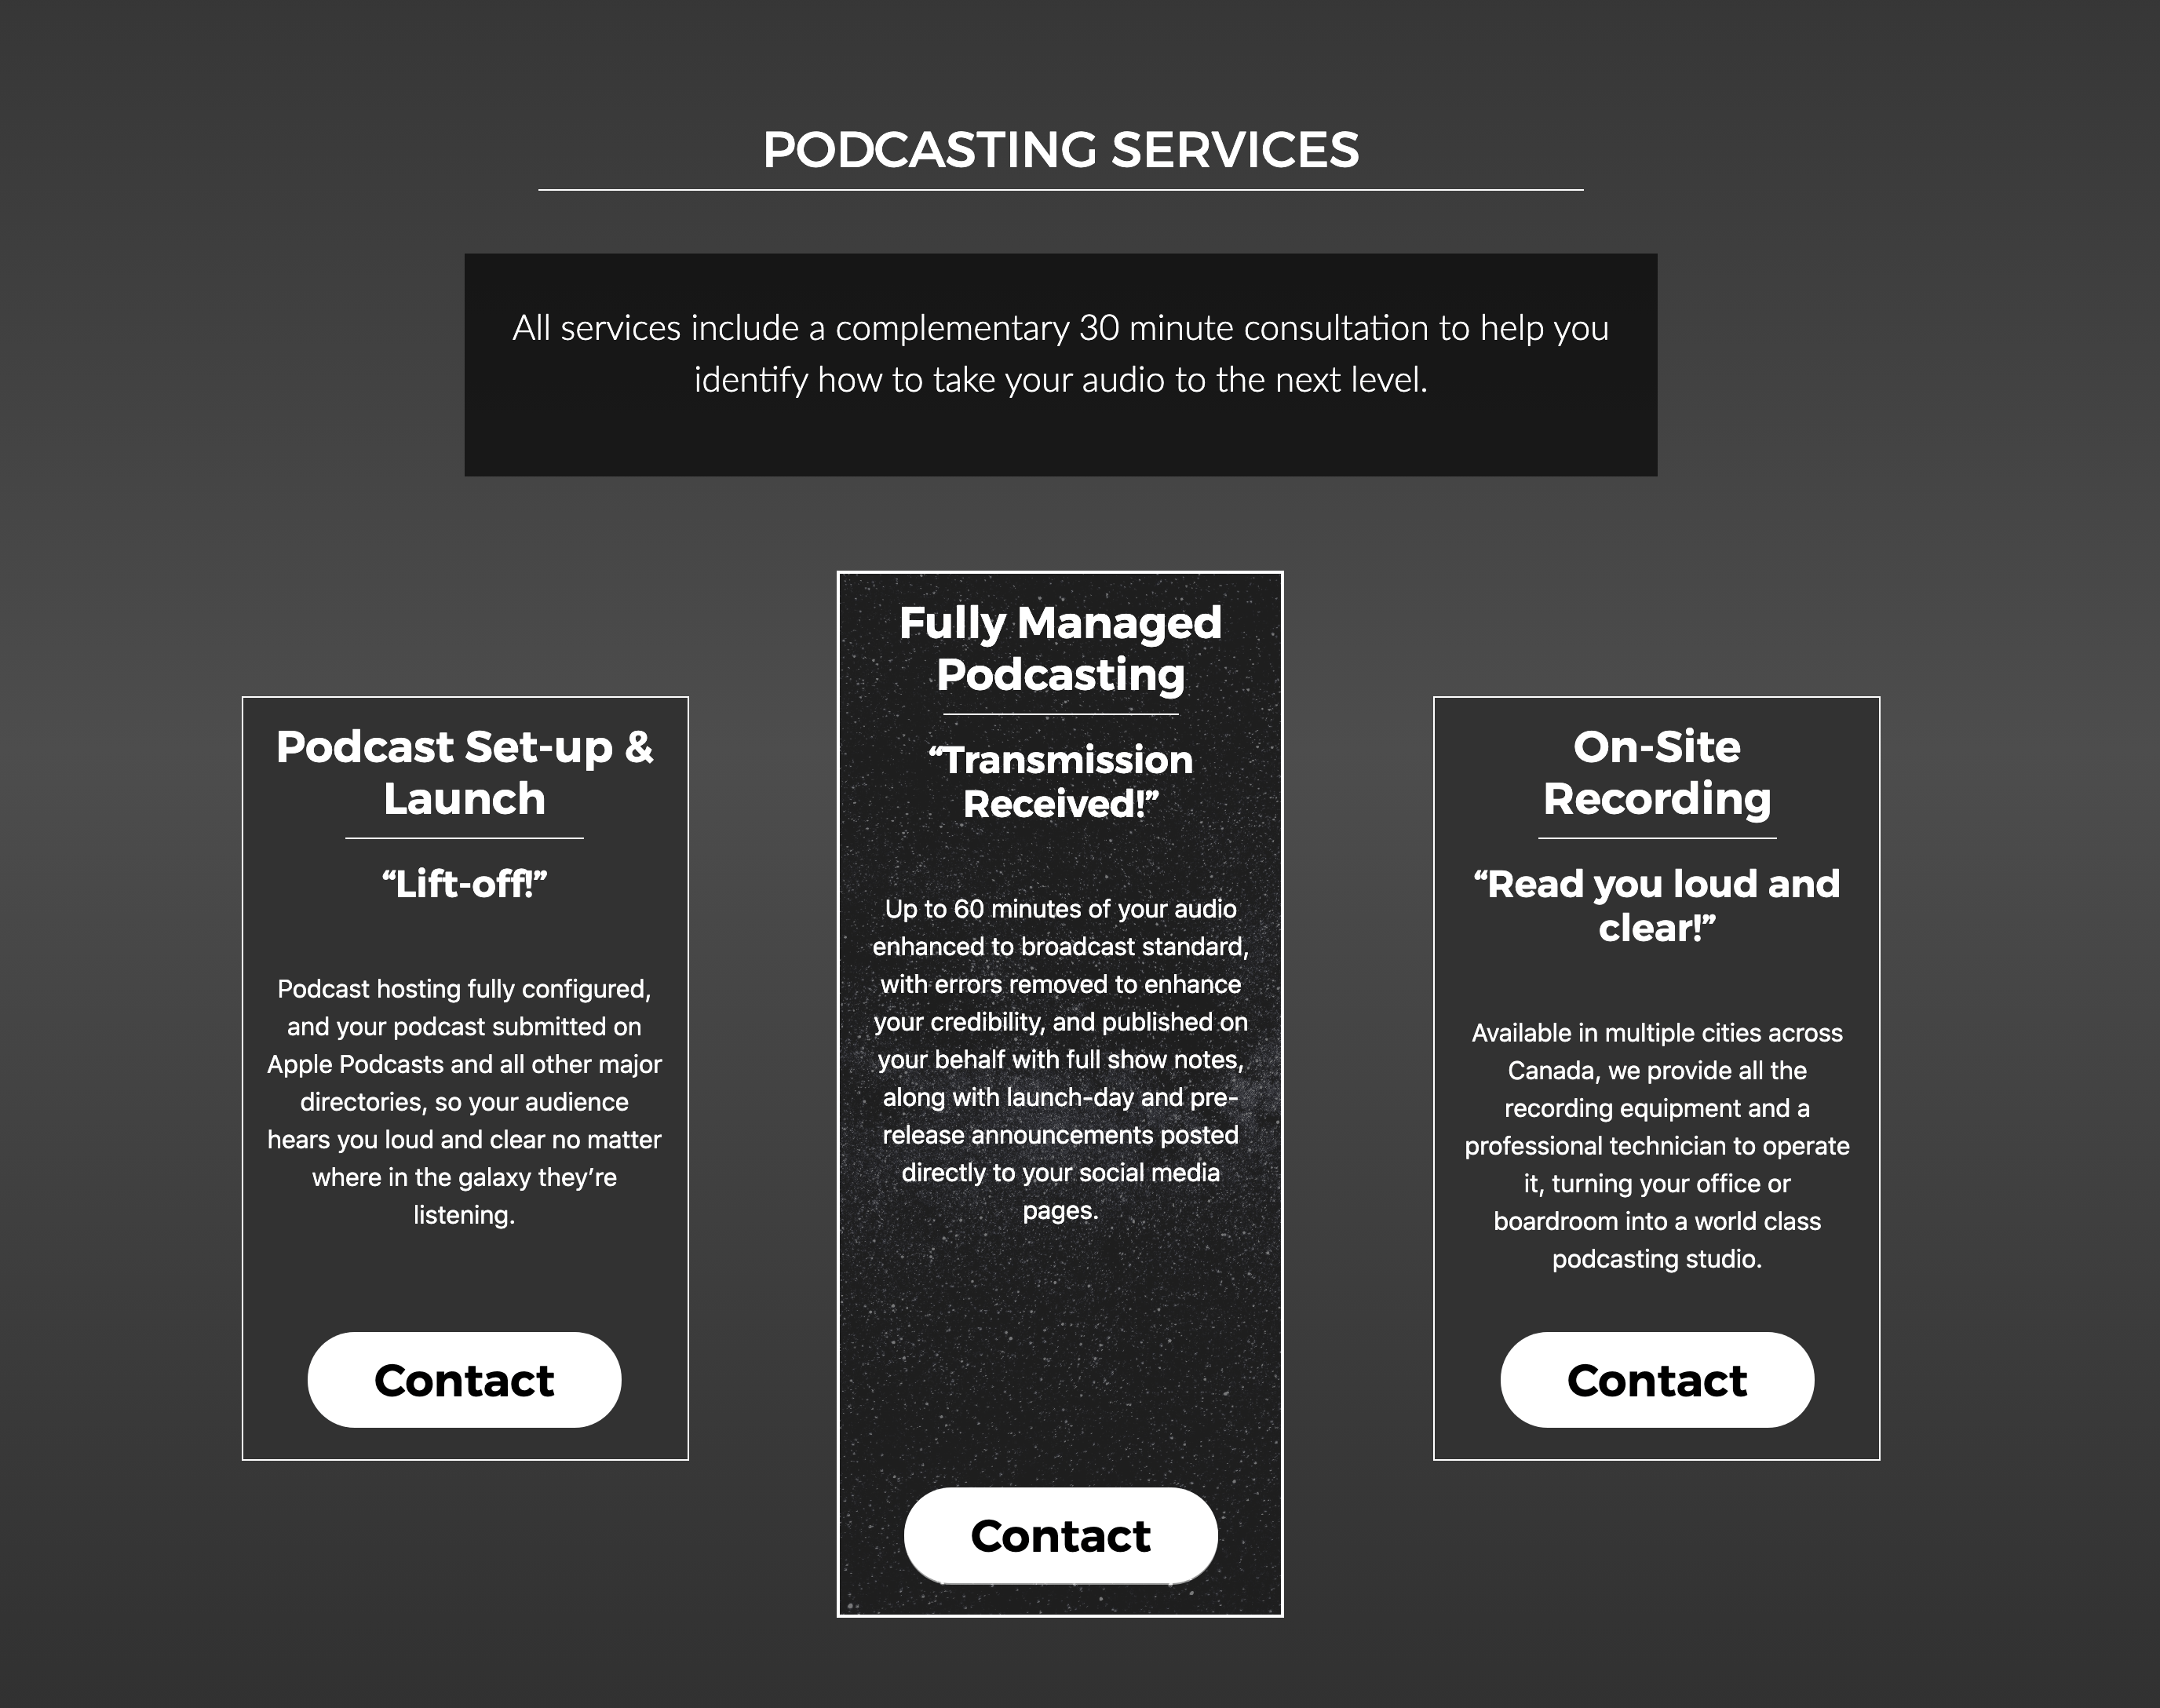 PODCASTING SERVICES
All services include a complementary 30 minute consultation to help you
identify how to take your audio to the next level.
Podcast Set-up &
Launch
“Lift-off!”
Podcast hosting fully configured,
and your podcast submitted on
Apple Podcasts and all other major
directories, so your audience
hears you loud and clear no matter
where in the galaxy they’re
listening.
Contact
Fully Managed
Podcasting
“Transmission
Received!”
Up to 60 minutes of your audio
enhanced to broadcast standard,
with errors removed to enhance
your credibility, and published on
your behalf with full show notes,
along with launch-day and pre-
release announcements posted
directly to your social media
pages.
Contact
On-Site
Recording
“Read you loud and
clear!”
Available in multiple cities across
Canada, we provide all the
recording equipment and a
professional technician to operate
it, turning your office or
boardroom into a world class
podcasting studio.
Contact